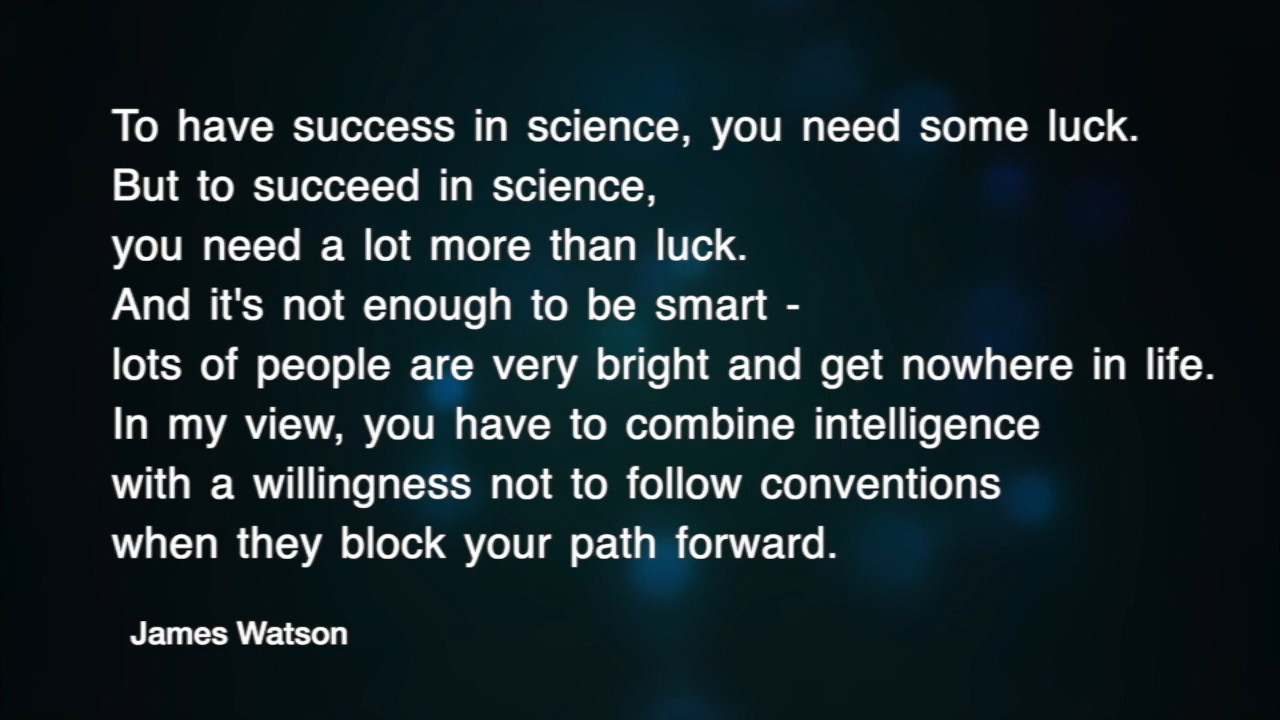 To have success in science, you need some luck.
But to succeed in science,
you need a lot more than luck.
And it's not enough to be smart -
lots of people are very bright and get nowhere in life.
In my view, you have to combine intelligence
with a willingness not to follow conventions
when they block your path forward.
James Watson